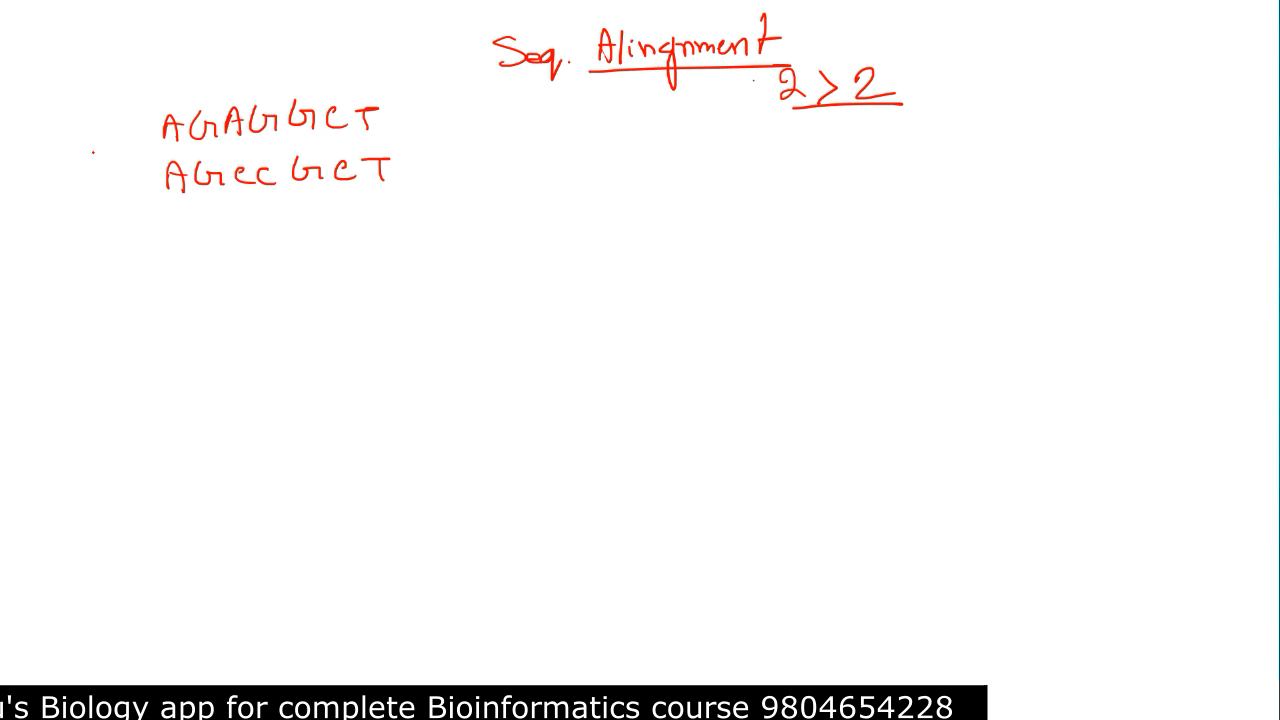 Seq. Alingnment
2 > 2
AGAGGCT
AGCCGCT
u's Biology app for complete Bioinformatics course 9804654228